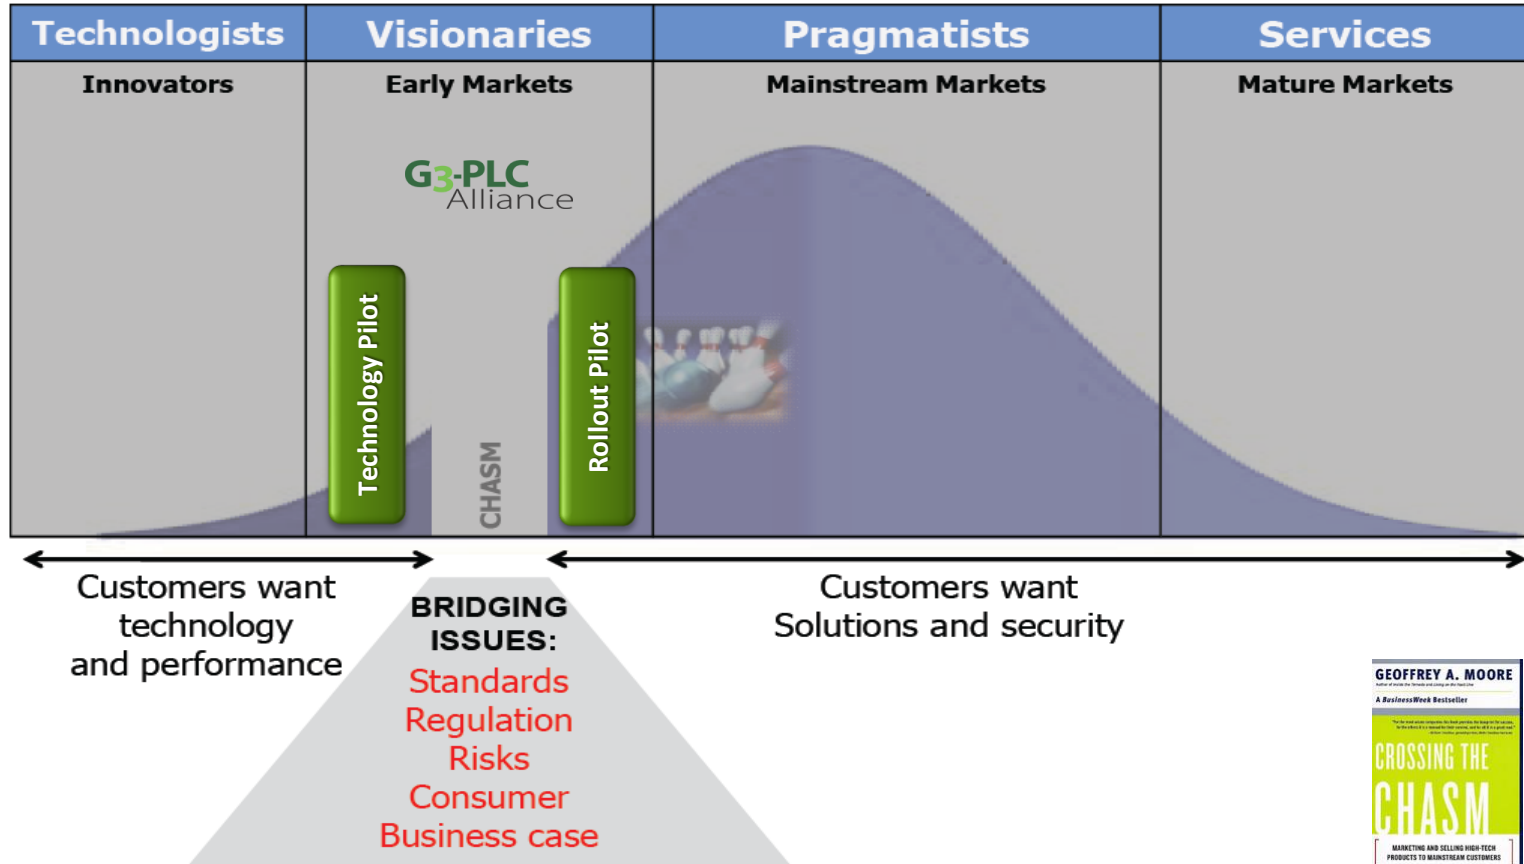 Technologists
Visionaries
Pragmatists
Services
Innovators
Early Markets
Mainstream Markets
Mature Markets
G3-PLC
Alliance
Technology Pilot
CHASM
Rollout Pilot
Customers want
technology
and performance
BRIDGING
ISSUES:
Standards
Regulation
Risks
Consumer
Business case
Customers want
Solutions and security
GEOFFREY A. MOORE
A BusinessWeek Bestseller
CROSSING THE
CHASM
MARKETING AND SELLING HIGH-TECH
PRODUCTS TO MAINSTREAM CUSTOMERS